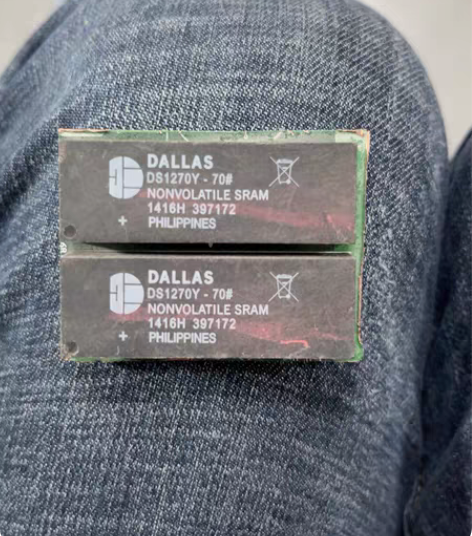 DALLAS
DS1270Y - 70#
NONVOLATILE SRAM
1416H 397172
+ PHILIPPINES
DALLAS
DS1270Y - 70#
NONVOLATILE SRAM
1416H 397172
+ PHILIPPINES